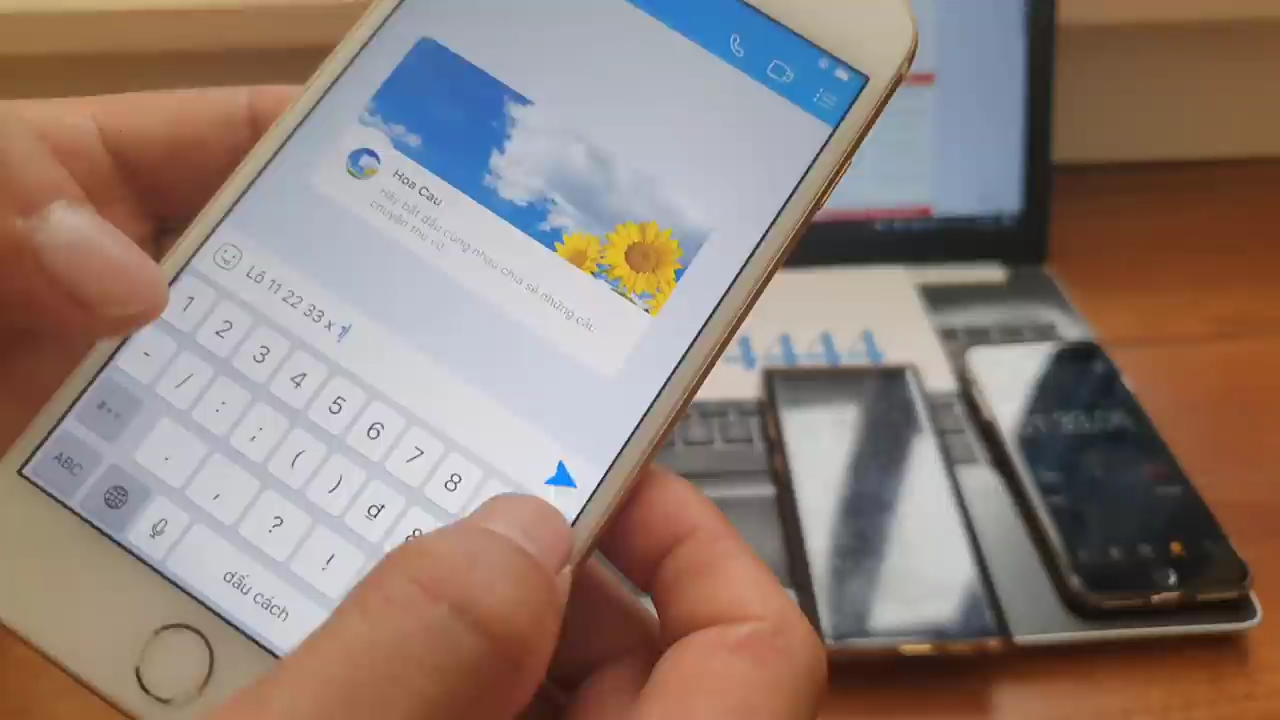 Hoa Cau
Hãy bắt đầu cùng nhau chia sẻ những câu
chuyện thú vị
Lô 11 22 33 x 1
1 2 3 4 5 6 7 8
- / : ; ( ) đ &
. , ? !
ABC
dấu cách